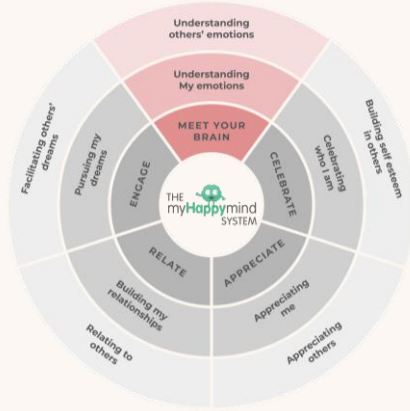 Understanding
others' emotions
Understanding
My emotions
MEET YOUR
BRAIN
Building self esteem
in others
Celebrating
who I am
CELEBRATE
Appreciating
others
Appreciating
me
APPRECIATE
Relating to
others
Building my
relationships
RELATE
Facilitating others'
dreams
Pursuing my
dreams
ENGAGE
THE
myHappymind
SYSTEM